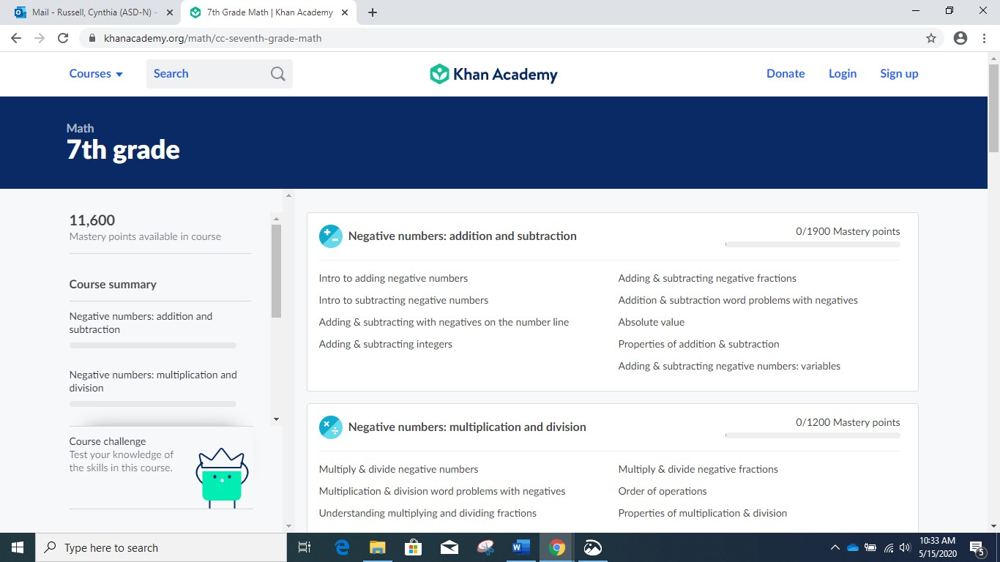 Mail - Russell, Cynthia (ASD-N) -
7th Grade Math | Khan Academy
khanacademy.org/math/cc-seventh-grade-math
Courses
Search
Khan Academy
Donate
Login
Sign up
Math
7th grade
11,600
Mastery points available in course
Course summary
Negative numbers: addition and
subtraction
Negative numbers: multiplication and
division
Course challenge
Test your knowledge of
the skills in this course.
Negative numbers: addition and subtraction
0/1900 Mastery points
Intro to adding negative numbers
Intro to subtracting negative numbers
Adding & subtracting with negatives on the number line
Adding & subtracting integers
Adding & subtracting negative fractions
Addition & subtraction word problems with negatives
Absolute value
Properties of addition & subtraction
Adding & subtracting negative numbers: variables
Negative numbers: multiplication and division
0/1200 Mastery points
Multiply & divide negative numbers
Multiplication & division word problems with negatives
Understanding multiplying and dividing fractions
Multiply & divide negative fractions
Order of operations
Properties of multiplication & division
Type here to search
10:33 AM
5/15/2020
5